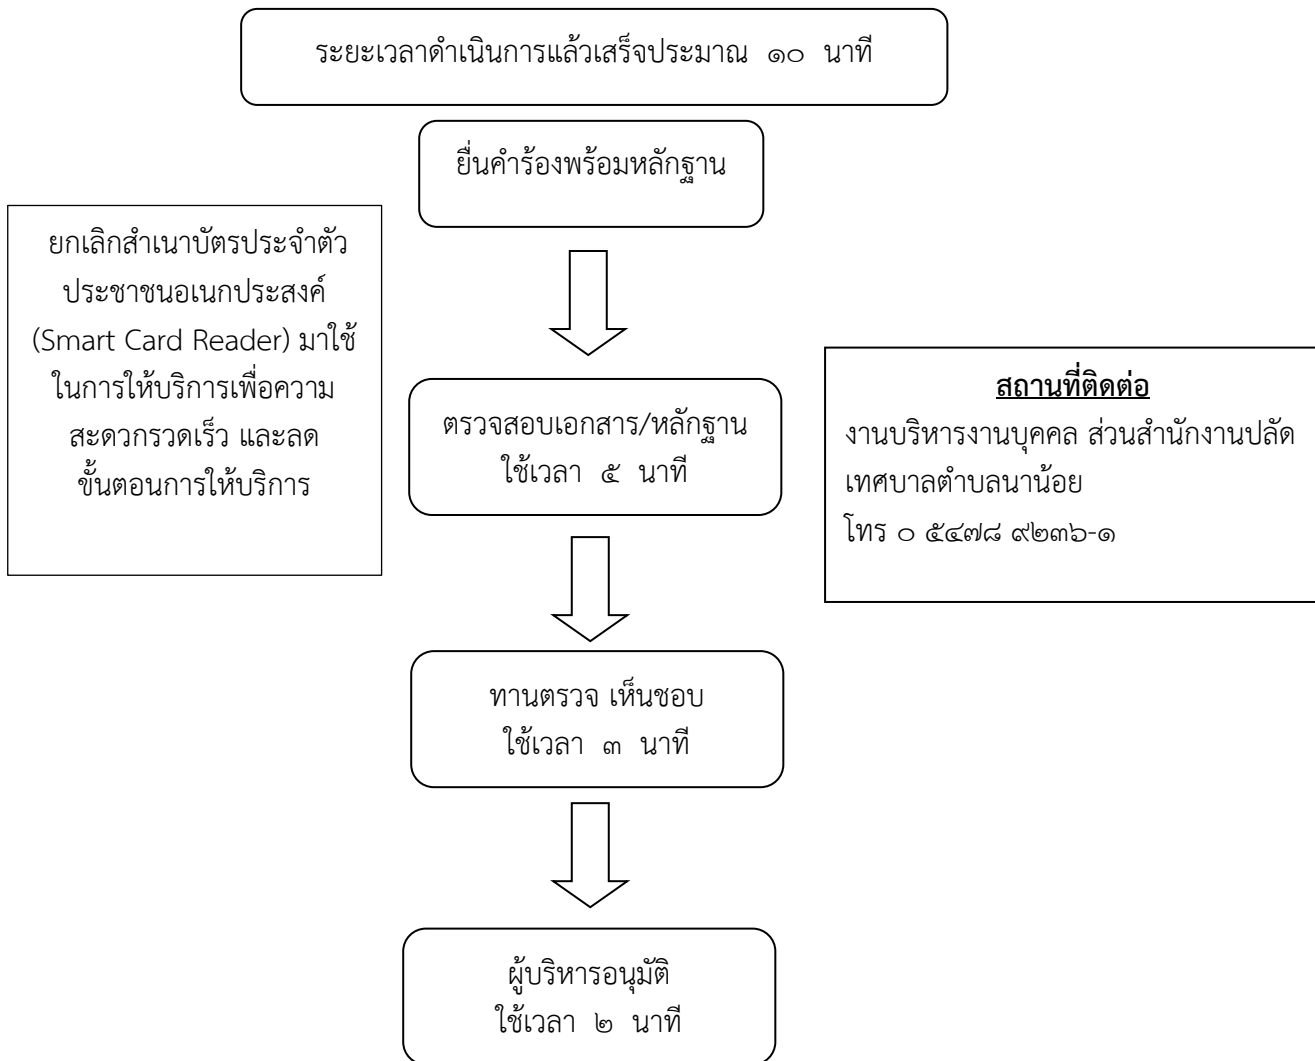 ระยะเวลาดำเนินการแล้วเสร็จประมาณ ๑๐ นาที
ยื่นคำร้องพร้อมหลักฐาน
ยกเลิกสำเนาบัตรประจำตัว
ประชาชนอเนกประสงค์
(Smart Card Reader) มาใช้
ในการให้บริการเพื่อความ
สะดวกรวดเร็ว และลด
ขั้นตอนการให้บริการ
ตรวจสอบเอกสาร/หลักฐาน
ใช้เวลา ๕ นาที
สถานที่ติดต่อ
งานบริหารงานบุคคล ส่วนสำนักงานปลัด
เทศบาลตำบลนาน้อย
โทร ๐ ๕๔๗๘ ๙๒๓๖-๑
ทานตรวจ เห็นชอบ
ใช้เวลา ๓ นาที
ผู้บริหารอนุมัติ
ใช้เวลา ๒ นาที